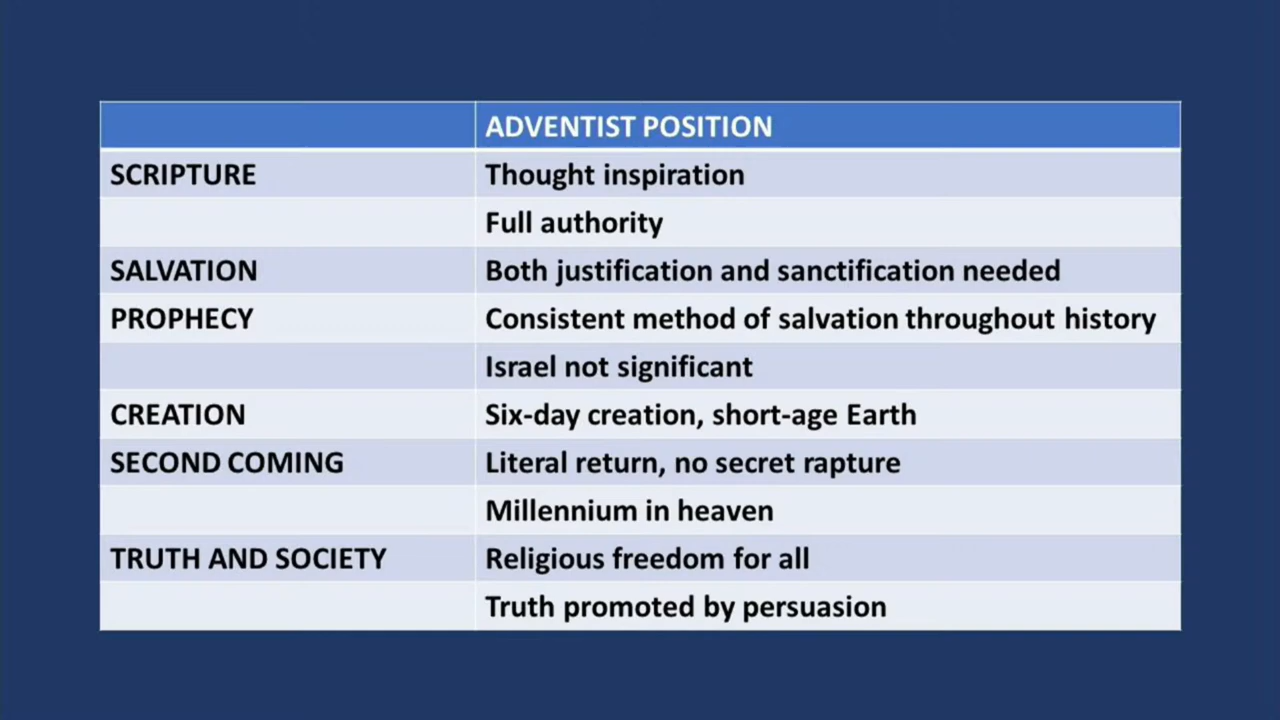 ADVENTIST POSITION
SCRIPTURE Thought inspiration
Full authority
SALVATION Both justification and sanctification needed
PROPHECY Consistent method of salvation throughout history
Israel not significant
CREATION Six-day creation, short-age Earth
SECOND COMING Literal return, no secret rapture
Millennium in heaven
TRUTH AND SOCIETY Religious freedom for all
Truth promoted by persuasion